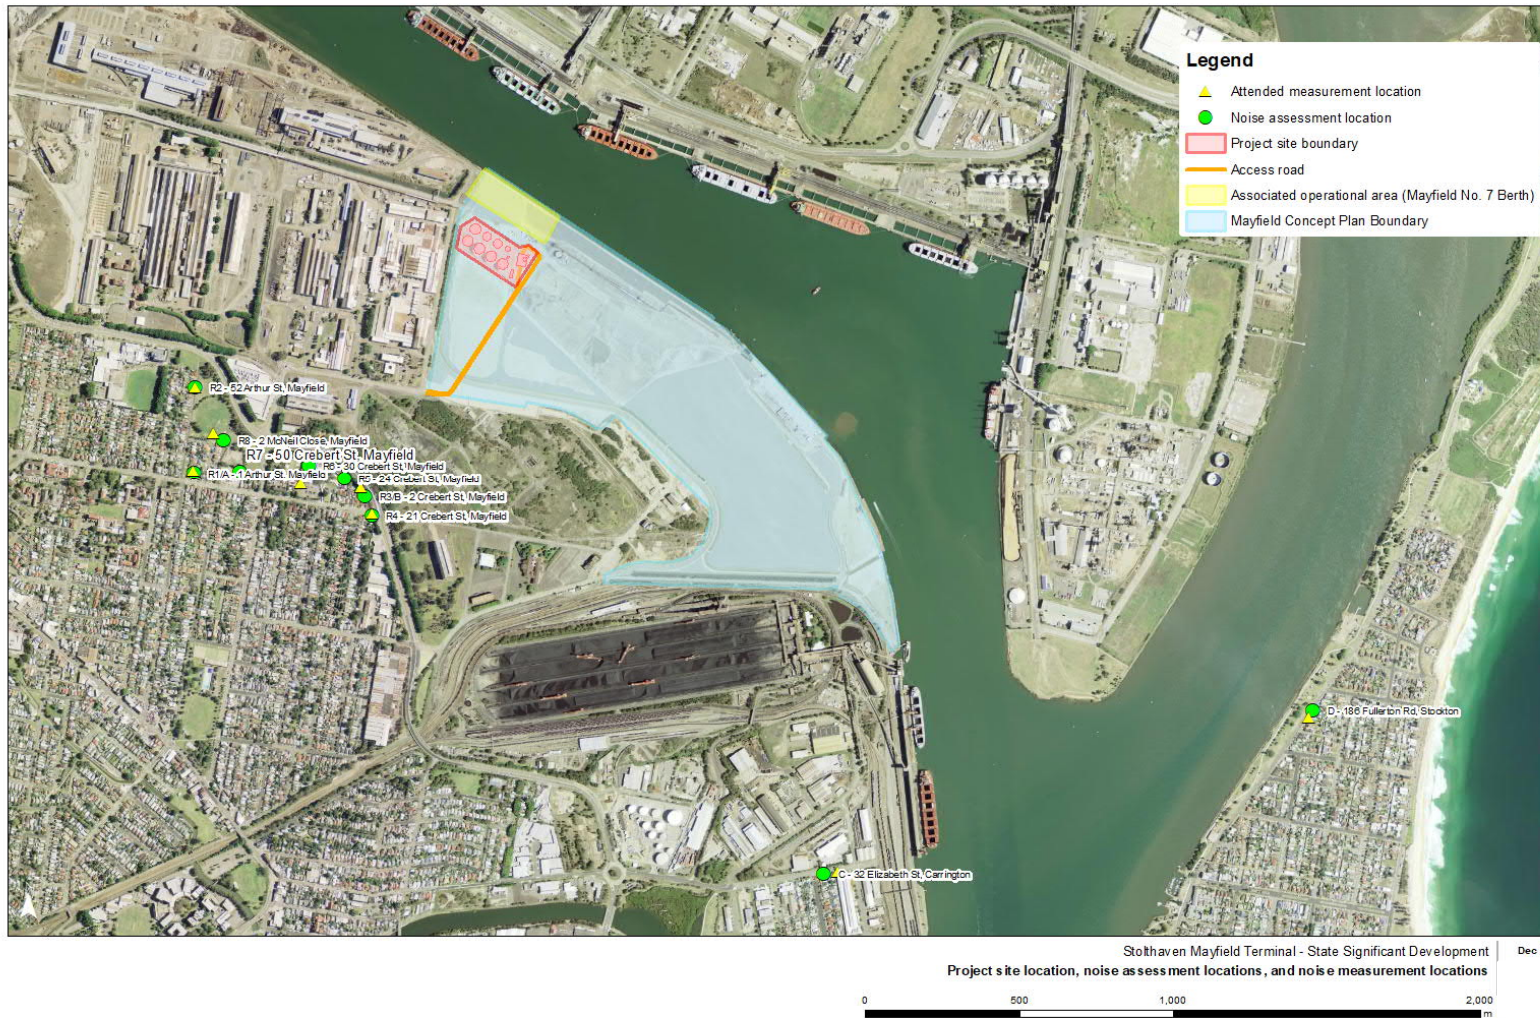 Legend
Attended measurement location
Noise assessment location
Project site boundary
Access road
Associated operational area (Mayfield No. 7 Berth)
Mayfield Concept Plan Boundary
R2 - 52 Arthur St, Mayfield
R8 - 2 McNeil Close, Mayfield
R7 - 50 Crebert St, Mayfield
R6 - 30 Crebert St, Mayfield
R1/A - 1 Arthur St. Mayfield
R5 - 24 Crebert St, Mayfield
R3/B - 2 Crebert St, Mayfield
R4 - 21 Crebert St, Mayfield
D - 186 Fullerton Rd, Stockton
C - 32 Elizabeth St, Carrington
Stolthaven Mayfield Terminal - State Significant Development
Dec
Project site location, noise assessment locations, and noise measurement locations
0 500 1,000 2,000
m